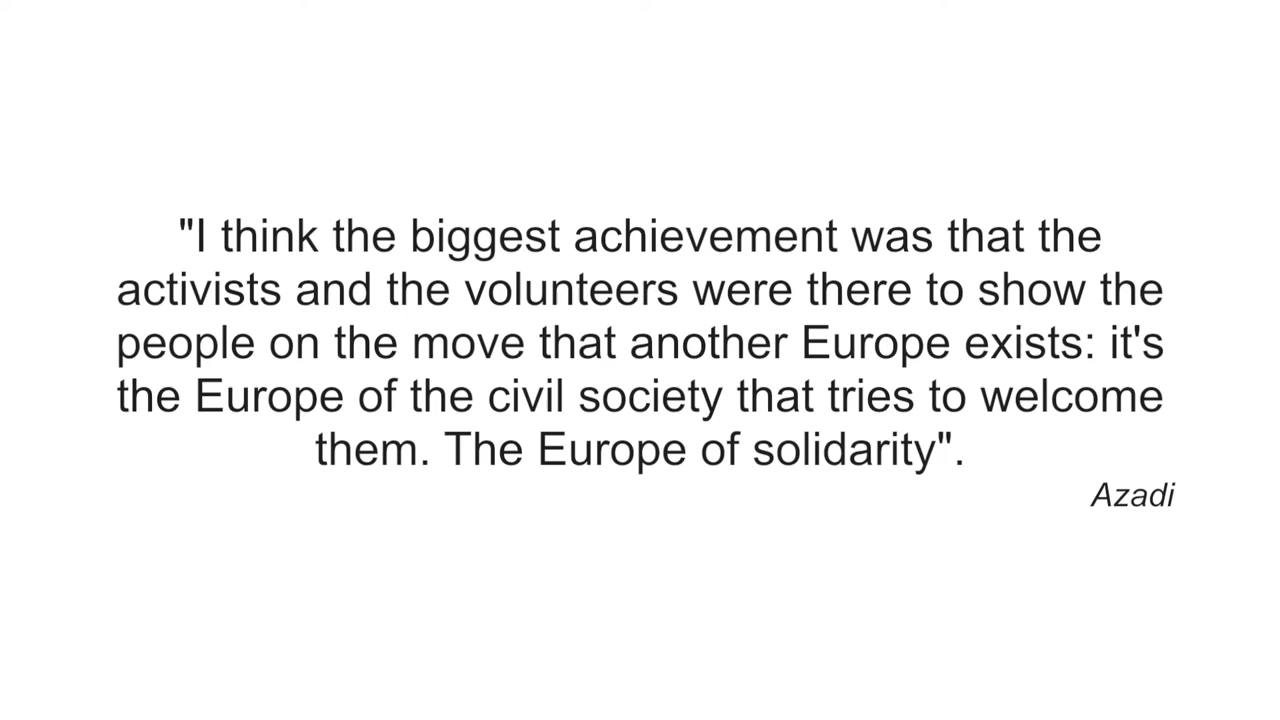 "I think the biggest achievement was that the
activists and the volunteers were there to show the
people on the move that another Europe exists: it's
the Europe of the civil society that tries to welcome
them. The Europe of solidarity".
Azadi